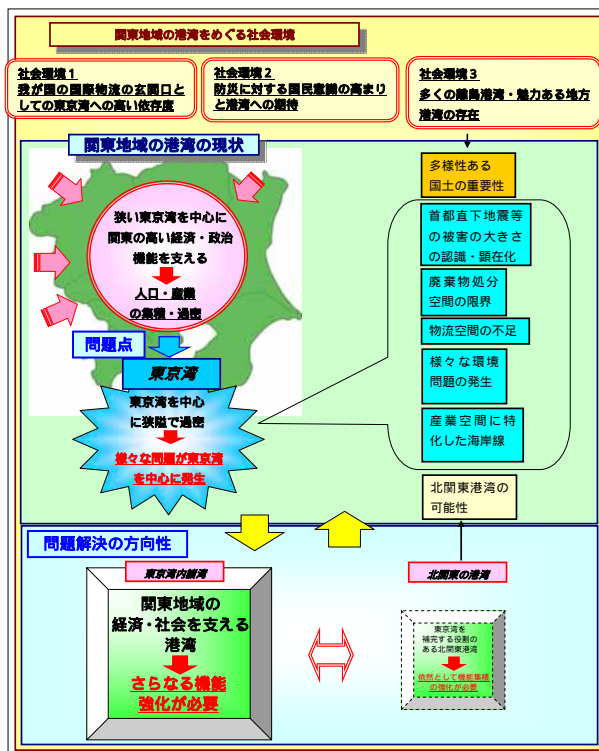 関東地域の港湾をめぐる社会環境
社会環境１
我が国の国際物流の玄関口と
しての東京湾への高い依存度
社会環境２
防災に対する国民意識の高まり
と港湾への期待
社会環境３
多くの離島港湾・魅力ある地方
港湾の存在
関東地域の港湾の現状
狭い東京湾を中心に
関東の高い経済・政治
機能を支える
人口・産業
の集積・過密
問題点
東京湾
東京湾を中心
に狭隘で過密
様々な問題が東京湾
を中心に発生
多様性ある
国土の重要性
首都直下地震等
の被害の大きさ
の認識・顕在化
廃棄物処分
空間の限界
物流空間の不足
様々な環境
問題の発生
産業空間に特
化した海岸線
北関東港湾の
可能性
問題解決の方向性
東京湾内諸湾
関東地域の
経済・社会を支える
港湾
さらなる機能
強化が必要
北関東の港湾
東京湾を
補完する役割の
ある北関東港湾
依然として機能集積
の強化が必要